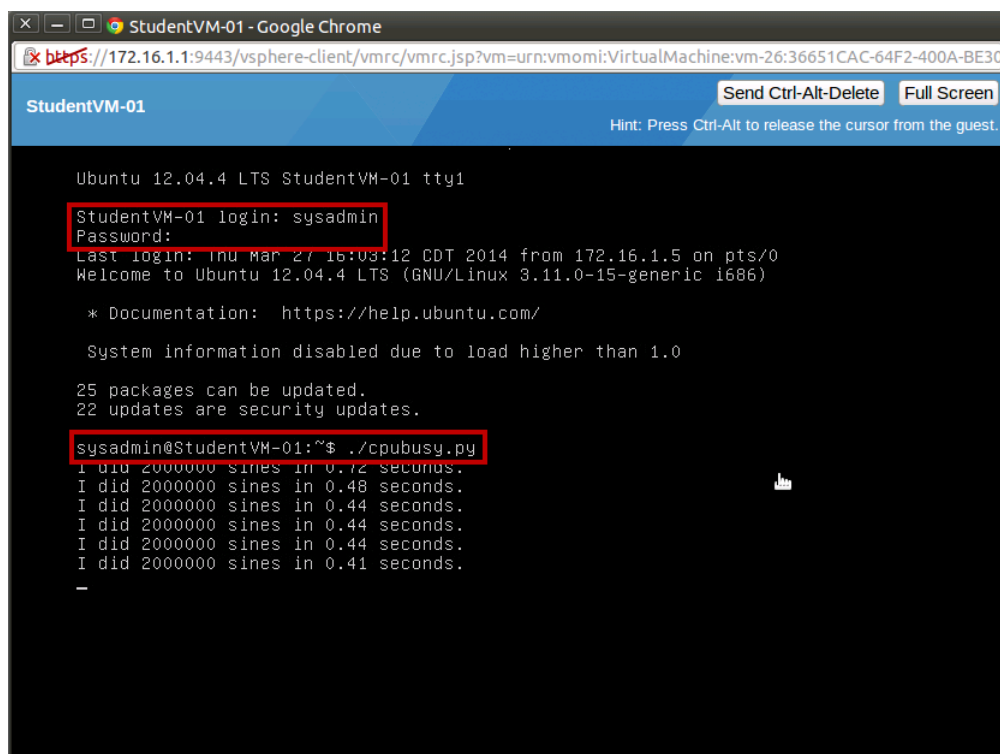 StudentVM-01 - Google Chrome
https://172.16.1.1:9443/vsphere-client/vmrc/vmrc.jsp?vm=urn:vmomi:VirtualMachine:vm-26:36651CAC-64F2-400A-BE30
StudentVM-01
Send Ctrl-Alt-Delete Full Screen
Hint: Press Ctrl-Alt to release the cursor from the guest.
Ubuntu 12.04.4 LTS StudentVM-01 tty1
StudentVM-01 login: sysadmin
Password:
Last login: Thu Mar 27 16:03:12 CDT 2014 from 172.16.1.5 on pts/0
Welcome to Ubuntu 12.04.4 LTS (GNU/Linux 3.11.0-15-generic i686)
* Documentation:  https://help.ubuntu.com/
System information disabled due to load higher than 1.0
25 packages can be updated.
22 updates are security updates.
sysadmin@StudentVM-01:~$ ./cpubusy.py
I did 2000000 sines in 0.72 seconds.
I did 2000000 sines in 0.48 seconds.
I did 2000000 sines in 0.44 seconds.
I did 2000000 sines in 0.44 seconds.
I did 2000000 sines in 0.44 seconds.
I did 2000000 sines in 0.41 seconds.